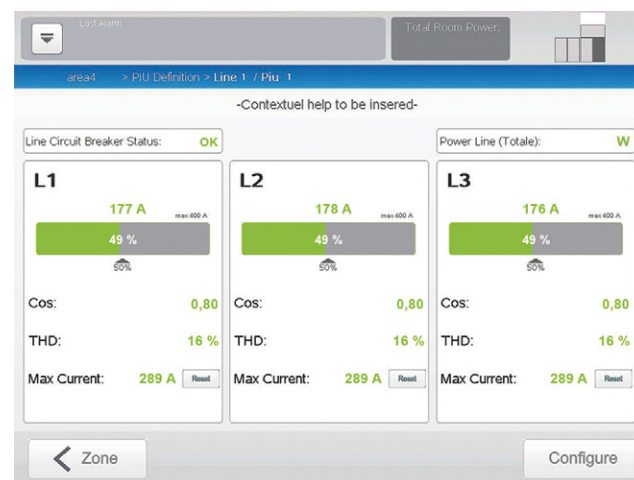 Last Alarm
Total Room Power:
area4 > PIU Definition > Line 1 / Piu 1
-Contextuel help to be insered-
Line Circuit Breaker Status: OK
Power Line (Totale): W
L1
177 A max 400 A
49 %
50%
Cos: 0,80
THD: 16 %
Max Current: 289 A Reset
L2
178 A max 400 A
49 %
50%
Cos: 0,80
THD: 16 %
Max Current: 289 A Reset
L3
176 A max 400 A
49 %
50%
Cos: 0,80
THD: 16 %
Max Current: 289 A Reset
Zone
Configure